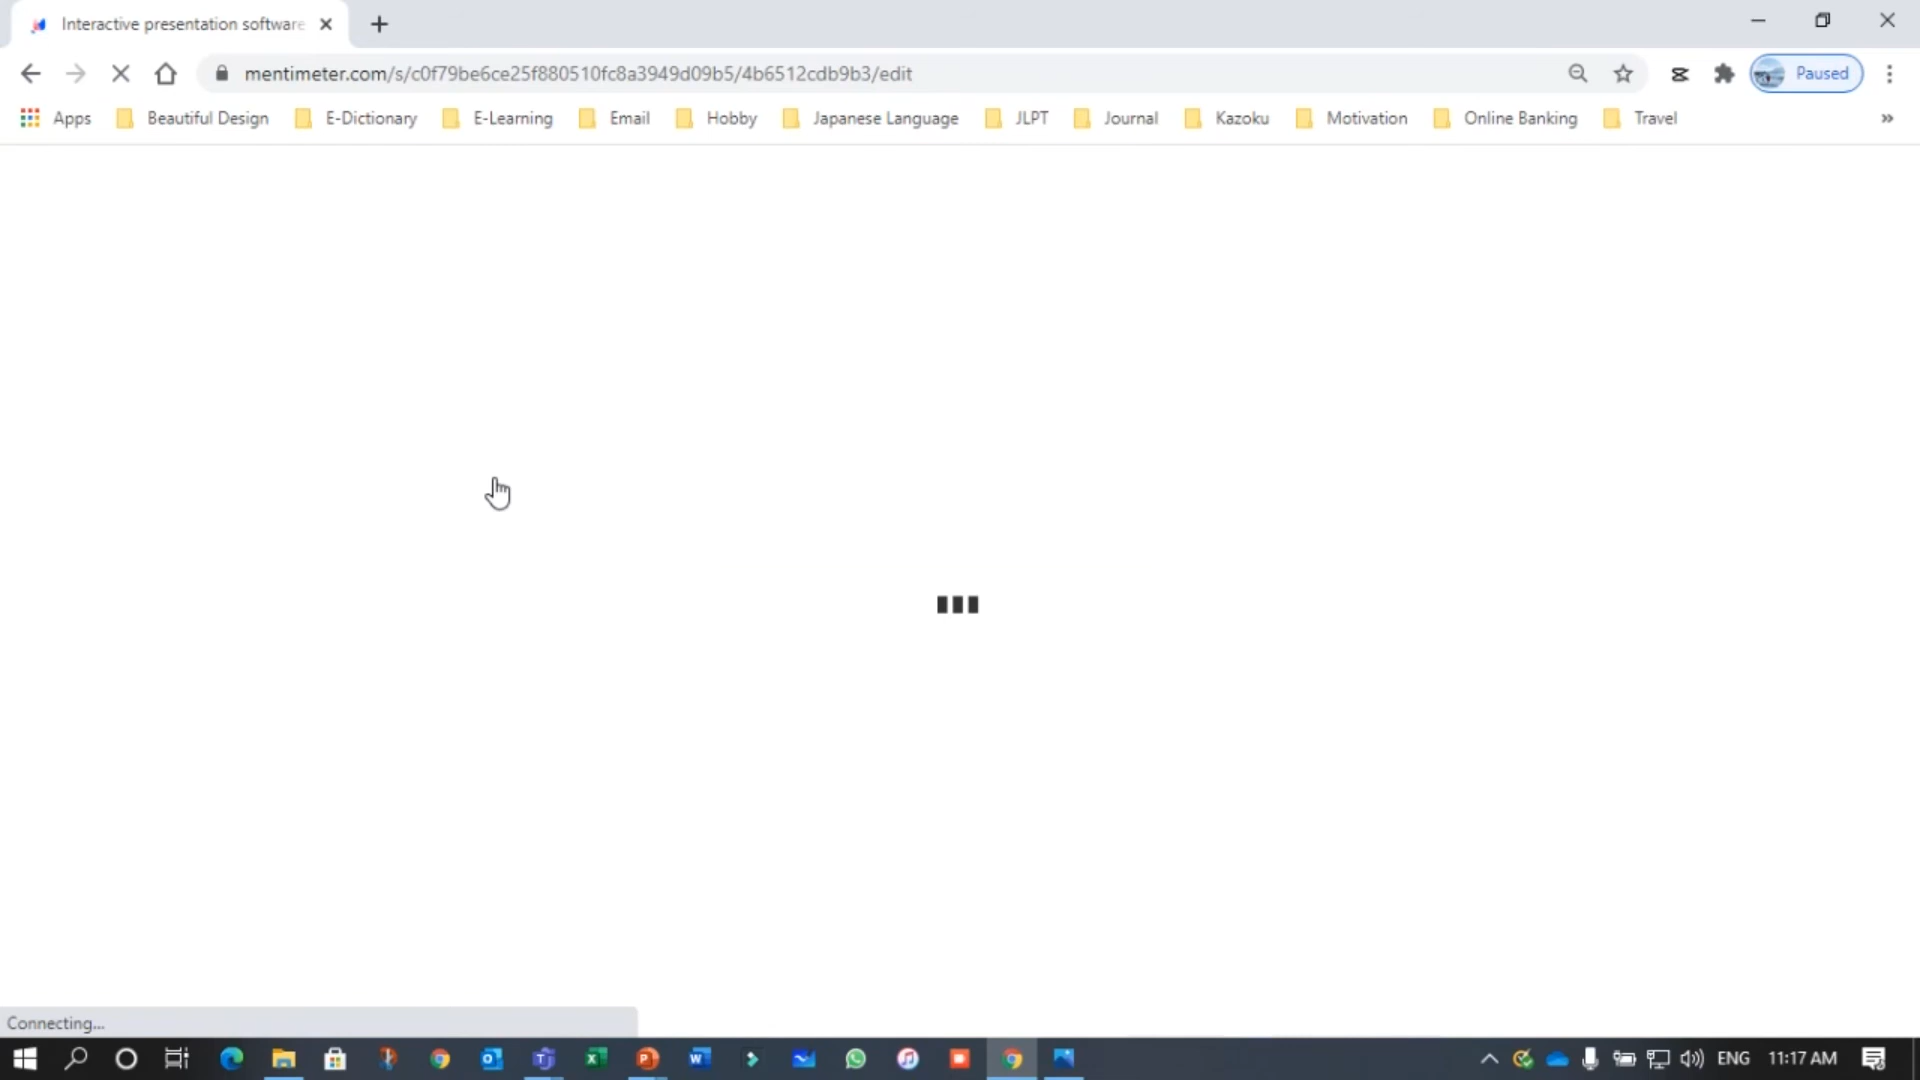 Interactive presentation software
mentimeter.com/s/c0f79be6ce25f880510fc8a3949d09b5/4b6512cdb9b3/edit
Paused
Apps Beautiful Design E-Dictionary E-Learning Email Hobby Japanese Language JLPT Journal Kazoku Motivation Online Banking Travel »
Connecting...
ENG 11:17 AM